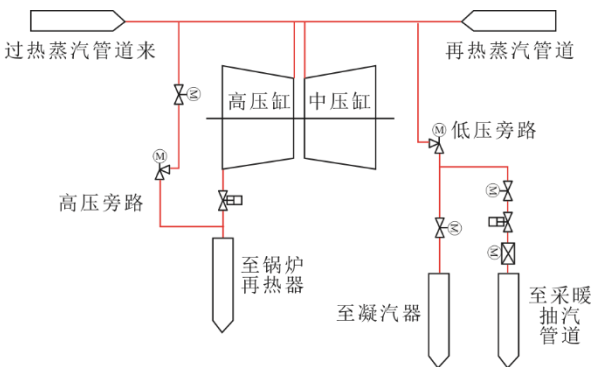 过热蒸汽管道来
再热蒸汽管道
高压缸
中压缸
M
M
低压旁路
M
高压旁路
M
M
M
至锅炉
再热器
至凝汽器
至采暖
抽汽
管道